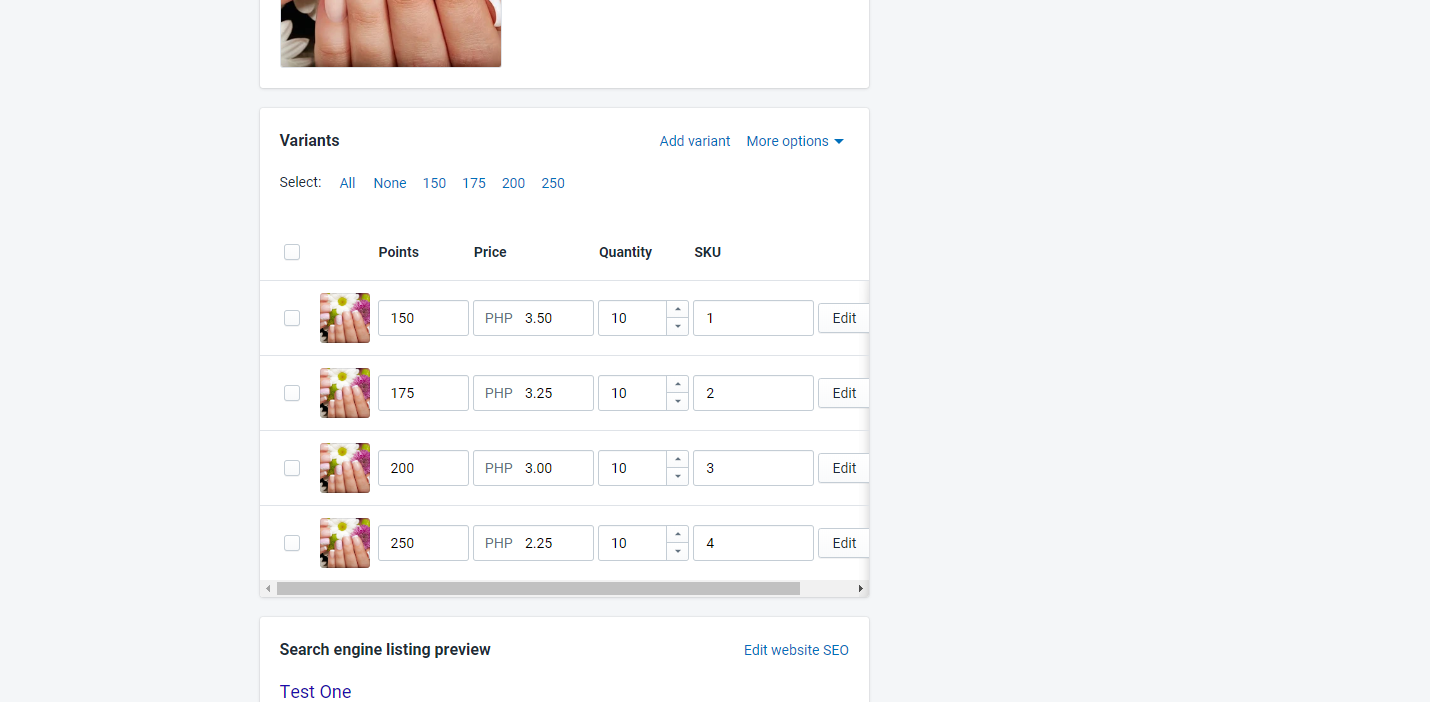 Variants Add variant More options
Select: All None 150 175 200 250
Points Price Quantity SKU
150 PHP 3.50 10 1 Edit
175 PHP 3.25 10 2 Edit
200 PHP 3.00 10 3 Edit
250 PHP 2.25 10 4 Edit
Search engine listing preview Edit website SEO
Test One